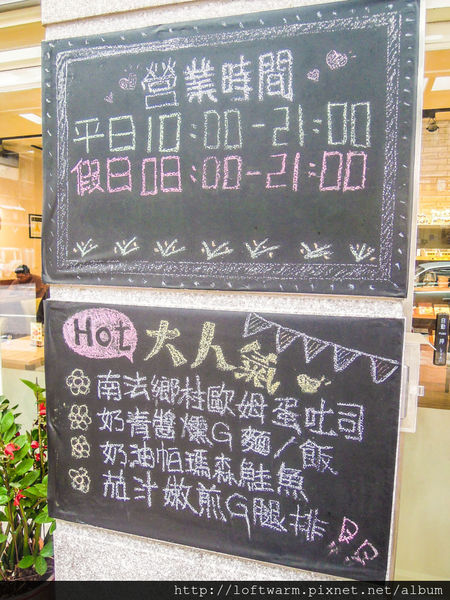 營業時間
平日10:00-21:00
假日08:00-21:00
Hot 大人氣
南法鄉村歐姆蛋吐司
奶青醬燻G麵/飯
奶油帕瑪森鮭魚
茄汁嫩煎G腿排
http://loftwarm.pixnet.net/album